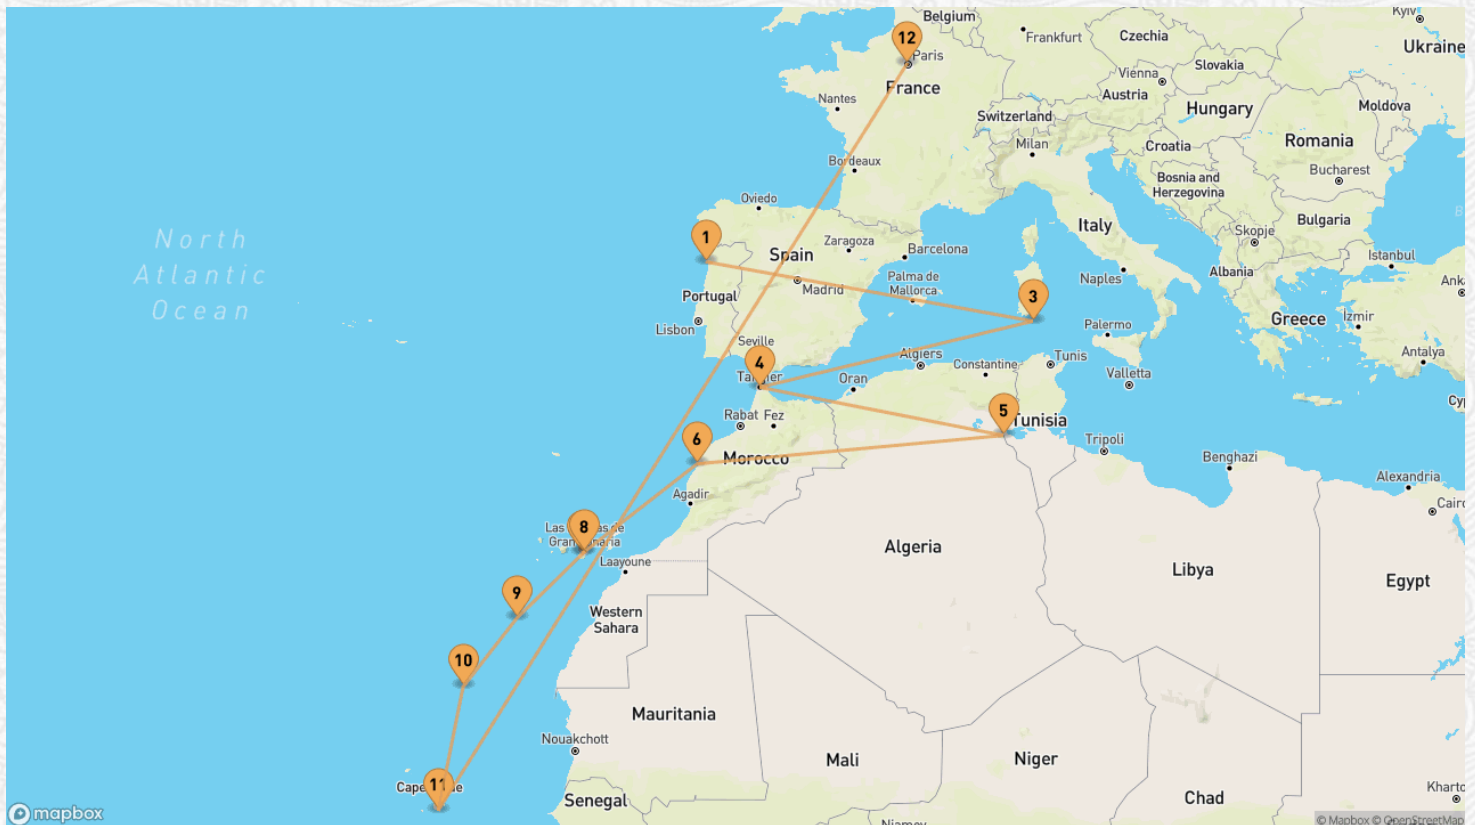 Belgium
Kyiv
12
Paris
Frankfurt
Czechia
Ukraine
Slovakia
Vienna
France
Austria
Nantes
Hungary
Moldova
Switzerland
Milan
Croatia
Romania
Bordeaux
Bosnia and
Herzegovina
Bucharest
Oviedo
Bulgaria
Italy
North
Atlantic
Ocean
1
Spain
Zaragoza
Barcelona
Skopje
Istanbul
Albania
Naples
Palma de
Mallorca
Madrid
Portugal
3
Greece
Izmir
Lisbon
Palermo
Seville
Algiers
Tunis
Antalya
4
Constantine
Valletta
Oran
5
Tunisia
Rabat
Fez
6
Morocco
Tripoli
Benghazi
Alexandria
Agadir
8
Algeria
Laayoune
Libya
Egypt
9
Western
Sahara
10
Mauritania
Nouakchott
Mali
Niger
11
Senegal
Chad
mapbox
© Mapbox © OpenStreetMap